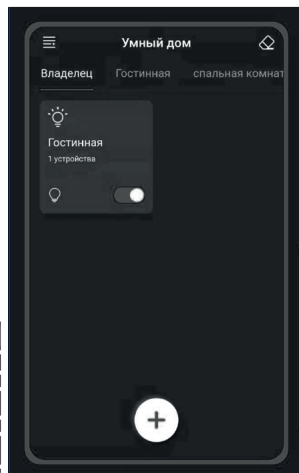 Умный дом
Владелец Гостинная спальная комнат
Гостинная
1 устройства